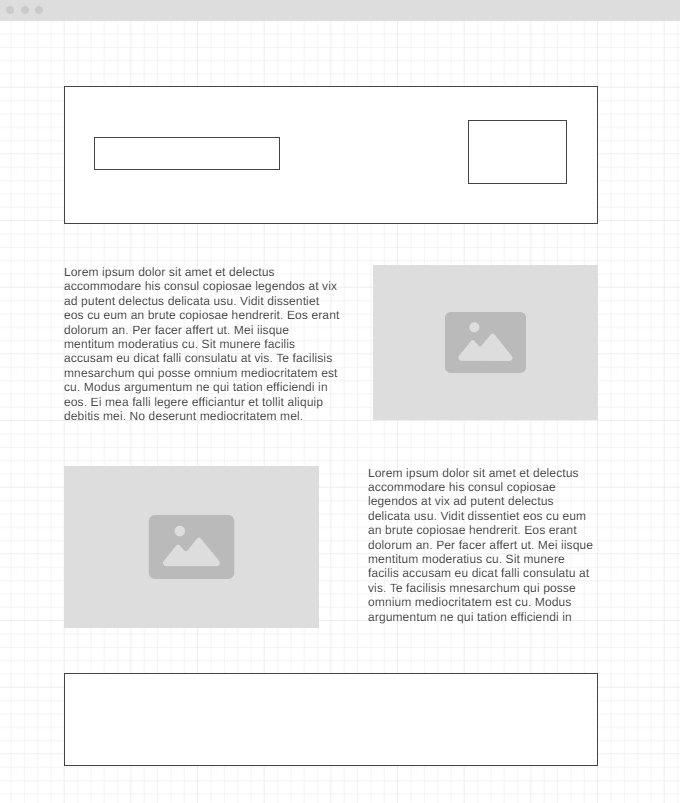 Lorem ipsum dolor sit amet et delectus
accommodare his consul copiosae legendos at vix
ad putent delectus delicata usu. Vidit dissentiet
eos cu eum an brute copiosae hendrerit. Eos erant
dolorum an. Per facer affert ut. Mei iisque
mentitum moderatius cu. Sit munere facilis
accusam eu dicat falli consulatu at vis. Te facilisis
mnesarchum qui posse omnium mediocritatem est
cu. Modus argumentum ne qui tation efficiendi in
eos. Ei mea falli legere efficiantur et tollit aliquip
debitis mei. No deserunt mediocritatem mel.
Lorem ipsum dolor sit amet et delectus
accommodare his consul copiosae
legendos at vix ad putent delectus
delicata usu. Vidit dissentiet eos cu eum
an brute copiosae hendrerit. Eos erant
dolorum an. Per facer affert ut. Mei iisque
mentitum moderatius cu. Sit munere
facilis accusam eu dicat falli consulatu at
vis. Te facilisis mnesarchum qui posse
omnium mediocritatem est cu. Modus
argumentum ne qui tation efficiendi in